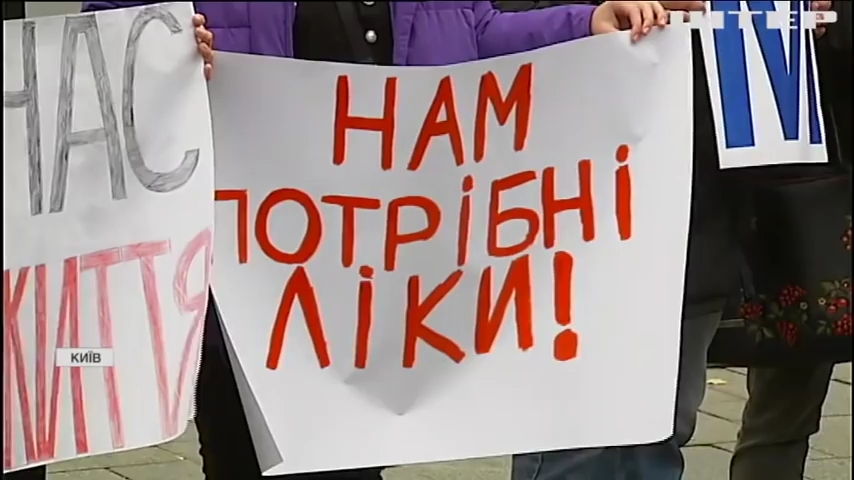 ІНТЕР
НАС
ЖИТТЯ
НАМ
ПОТРІБНІ
ЛІКИ!
КИЇВ